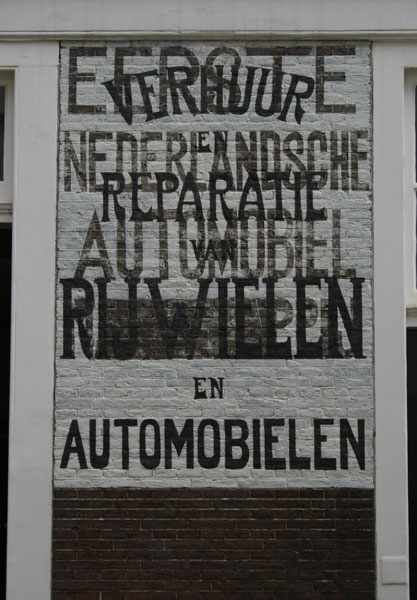 EERSTE
VERHUUR
EN
NEDERLANDSCHE
REPARATIE
AUTOMOBIEL
VAN
RIJWIELEN
EN
AUTOMOBIELEN